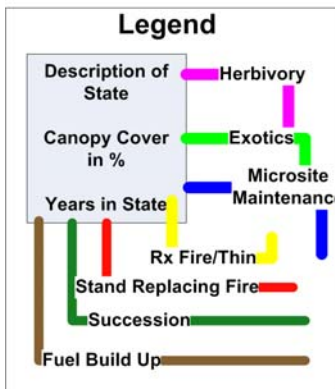 Legend
Description of
State
Herbivory
Canopy Cover
in %
Exotics
Microsite
Maintenance
Years in State
Rx Fire/Thin
Stand Replacing Fire
Succession
Fuel Build Up